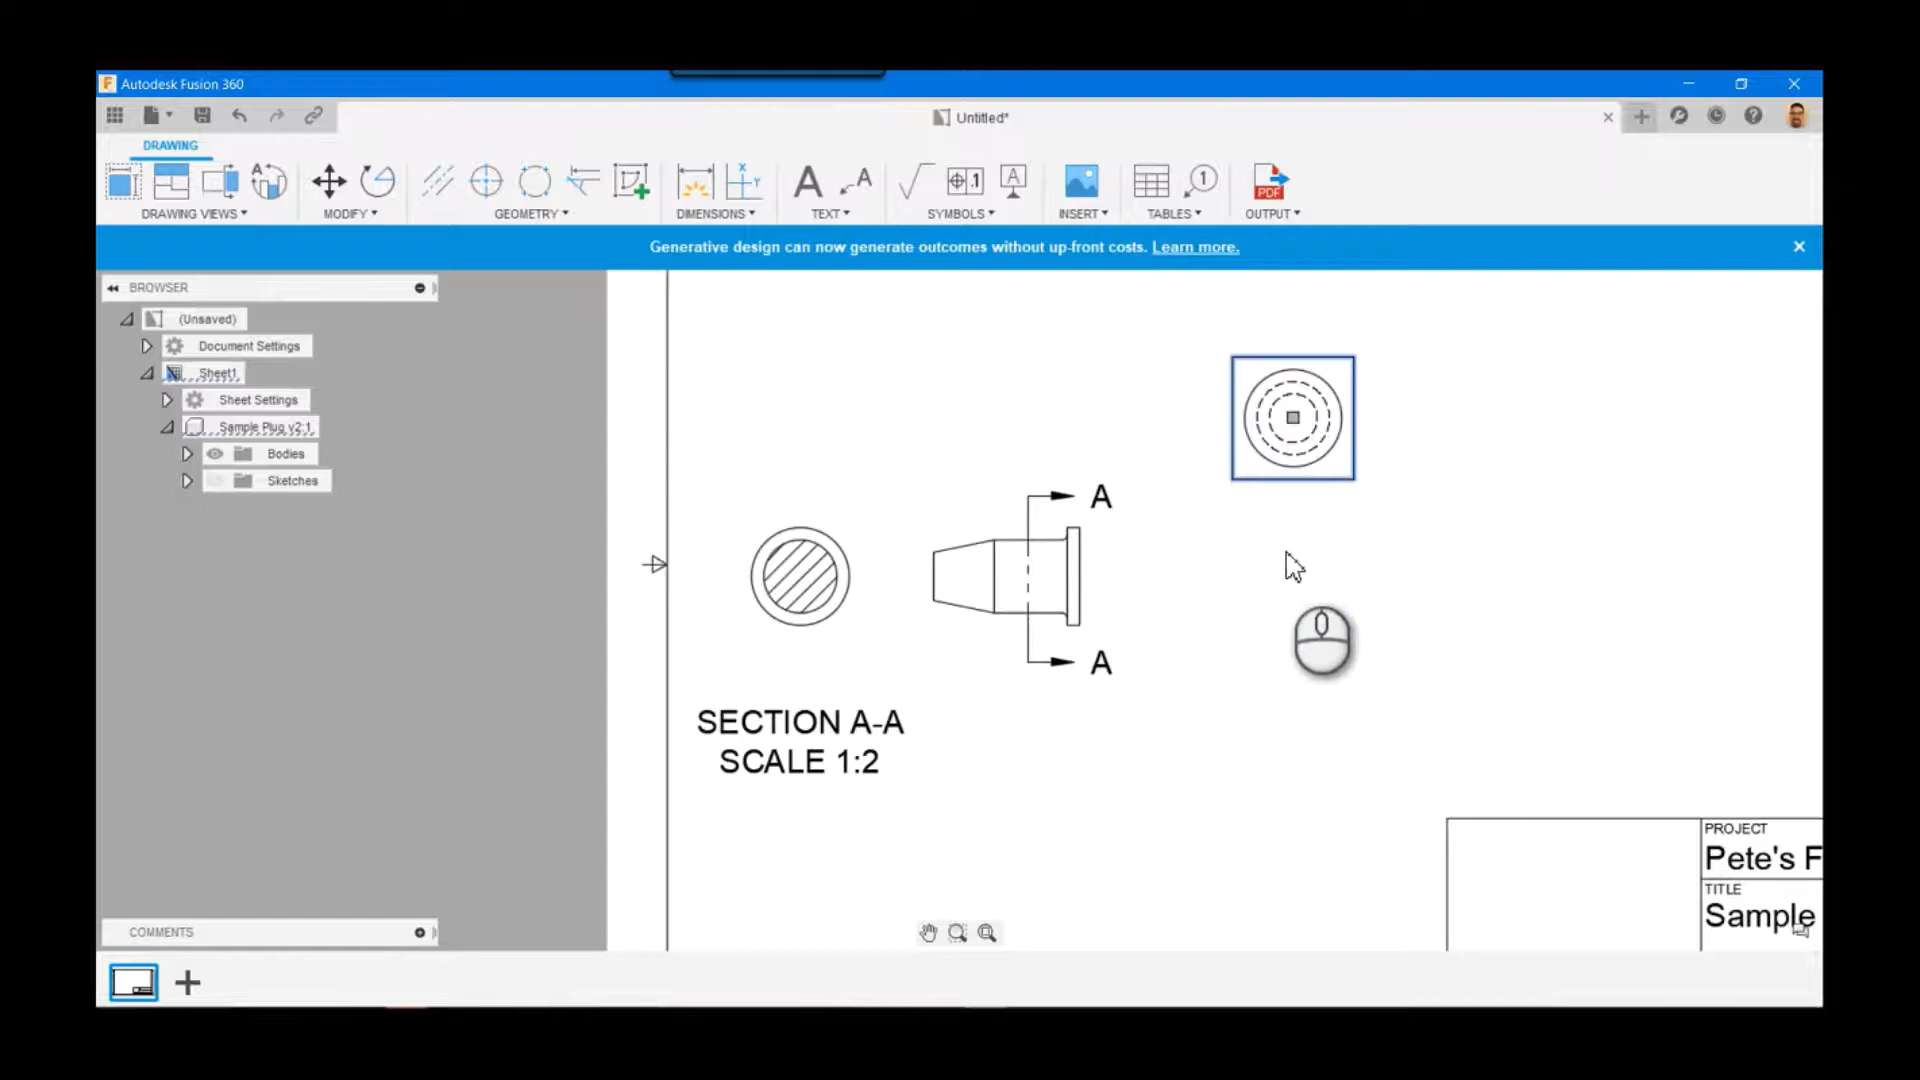 Autodesk Fusion 360
Untitled*
DRAWING
DRAWING VIEWS
MODIFY
GEOMETRY
DIMENSIONS
TEXT
SYMBOLS
INSERT
TABLES
OUTPUT
Generative design can now generate outcomes without up-front costs. Learn more.
BROWSER
(Unsaved)
Document Settings
Sheet1
Sheet Settings
Sample Plug v2:1
Bodies
Sketches
A
A
SECTION A-A
SCALE 1:2
PROJECT
Pete's F
TITLE
Sample
COMMENTS